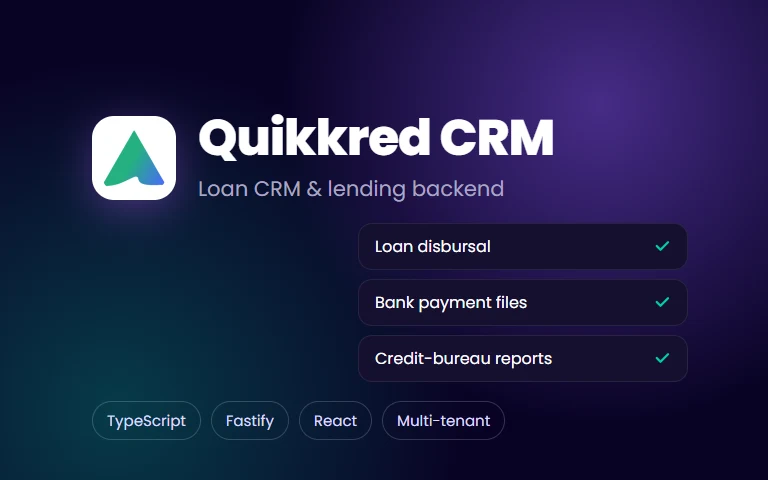 Quikkred CRM
Loan CRM & lending backend
Loan disbursal
Bank payment files
Credit-bureau reports
TypeScript
Fastify
React
Multi-tenant